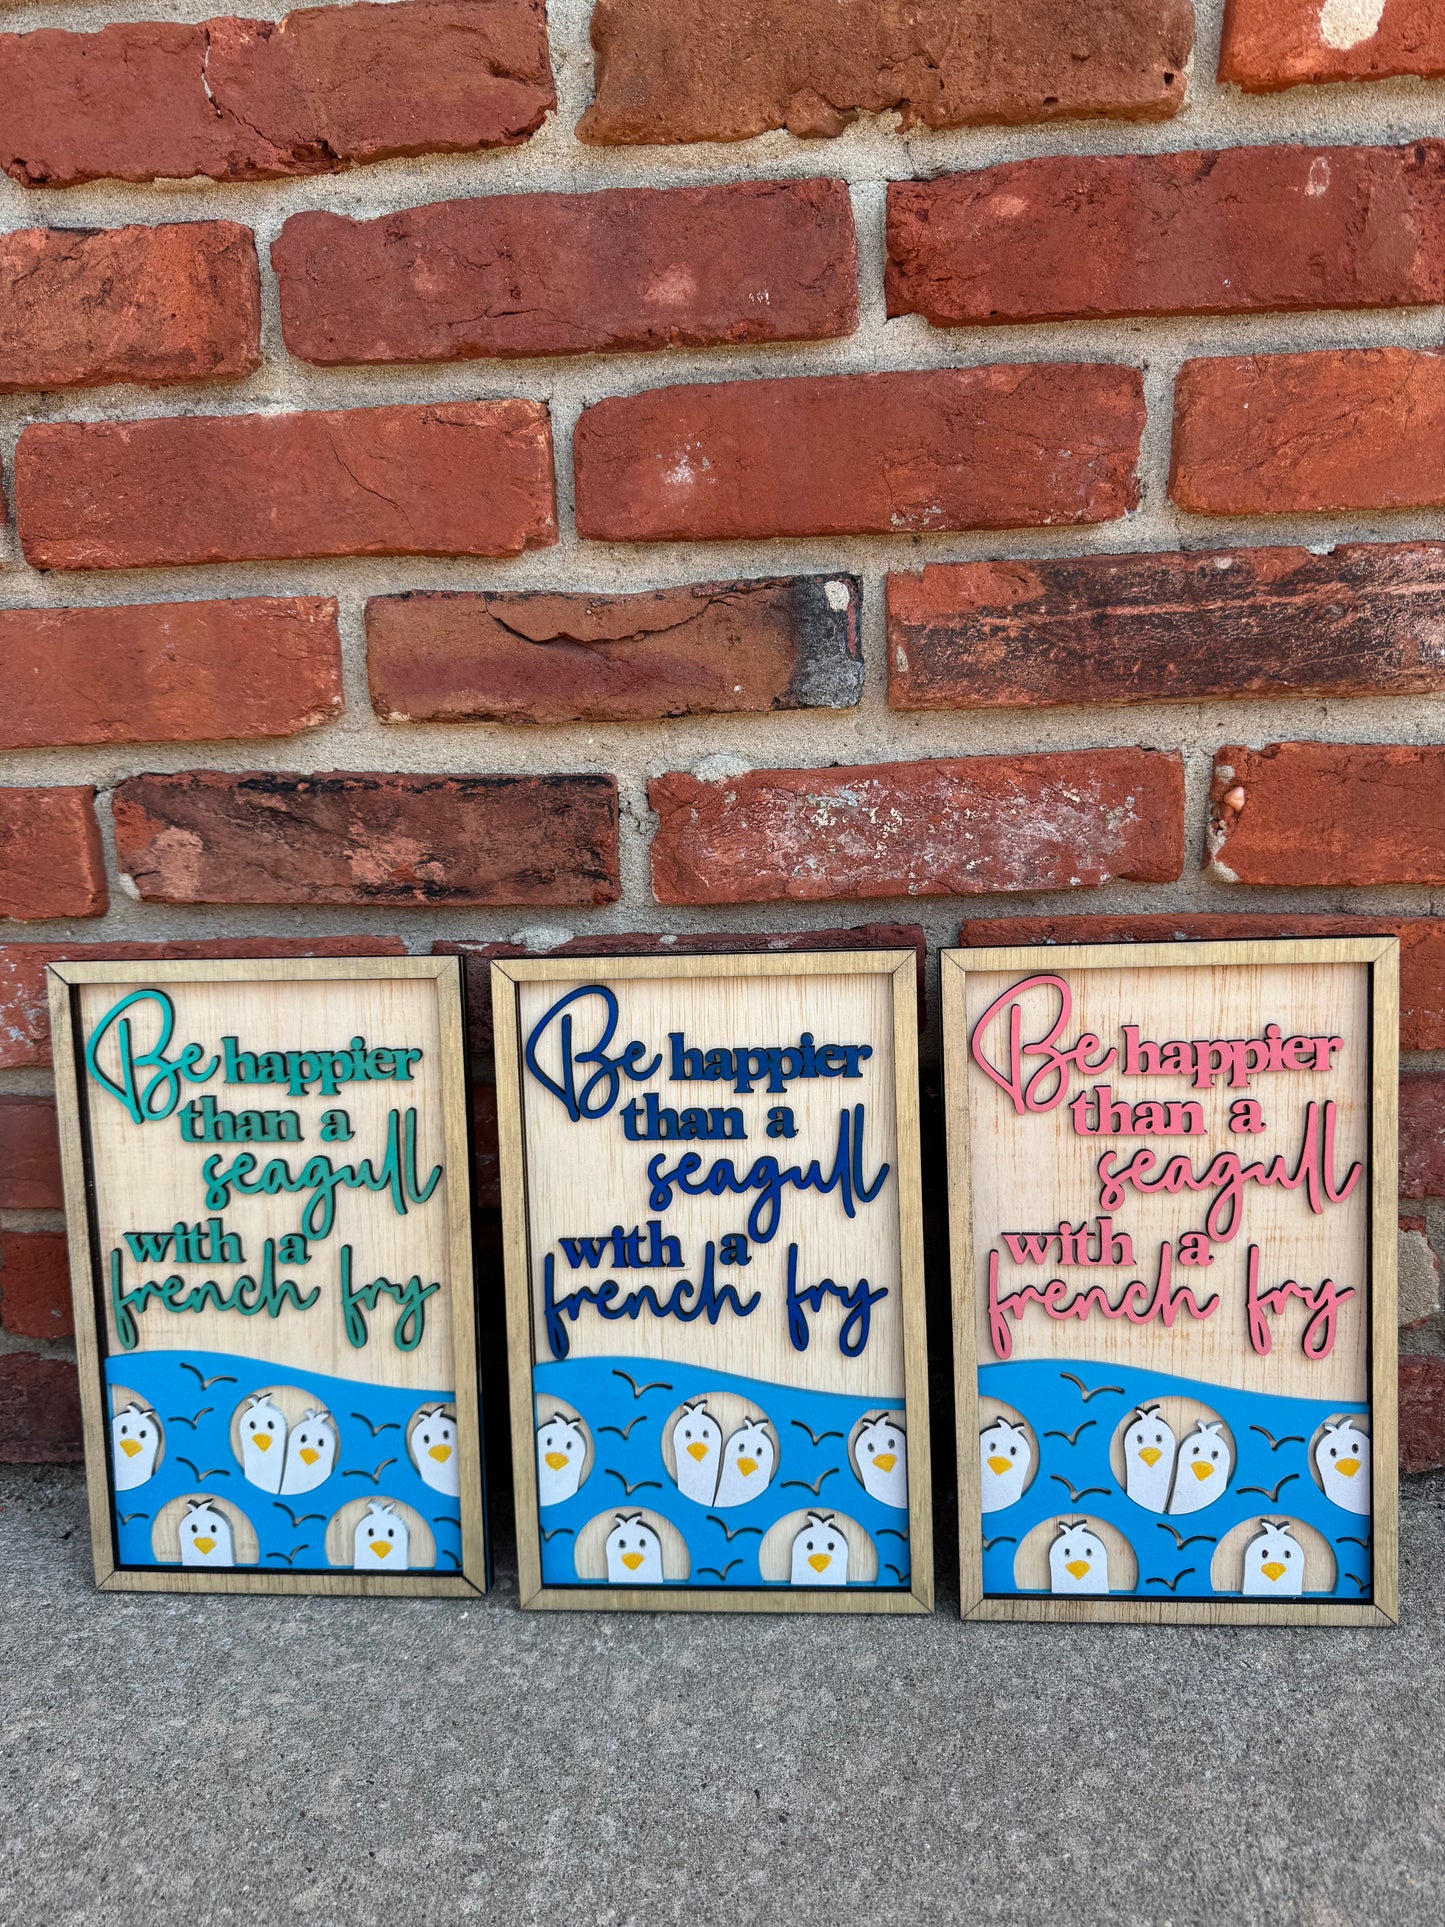 Be happier
than a
seagull
with a
french fry
Be happier
than a
seagull
with a
french fry
Be happier
than a
seagull
with a
french fry